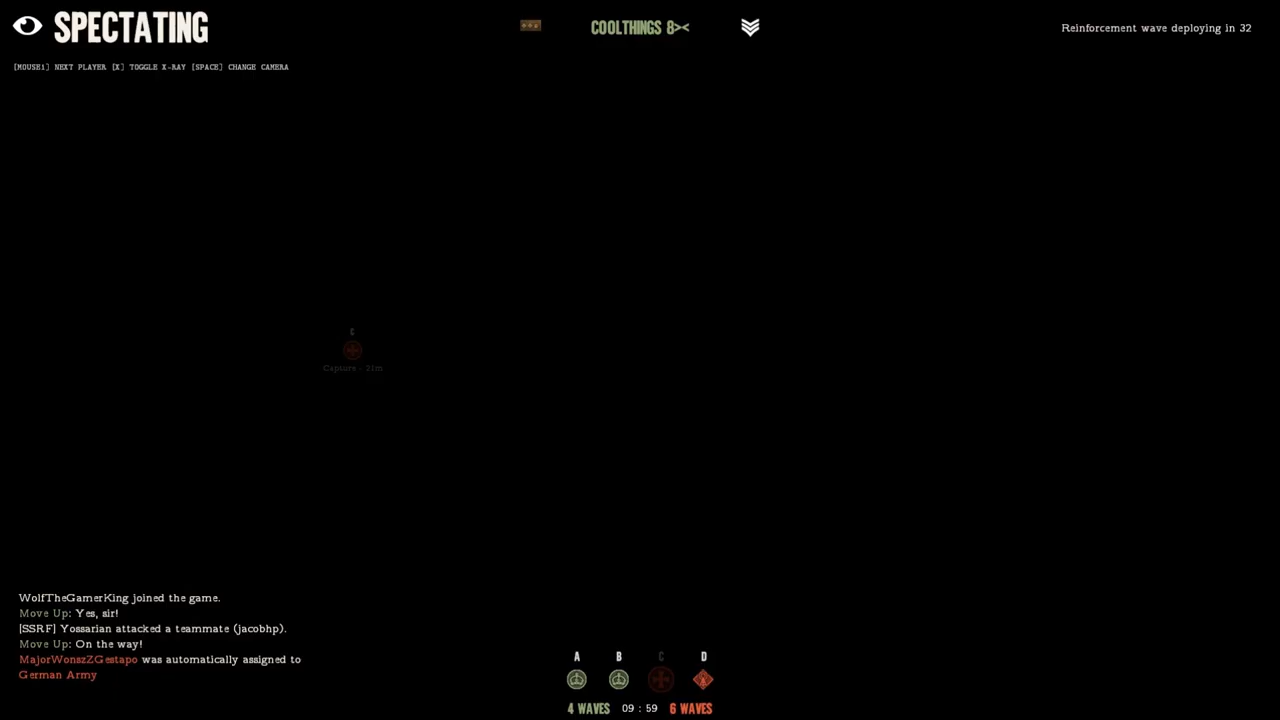 SPECTATING
COOLTHINGS 8><
Reinforcement wave deploying in 32
[MOUSE1] NEXT PLAYER [X] TOGGLE X-RAY [SPACE] CHANGE CAMERA
C
Capture - 21m
WolfTheGamerKing joined the game.
Move Up: Yes, sir!
[SSRF] Yossarian attacked a teammate (jacobhp).
Move Up: On the way!
MajorWonszZGestapo was automatically assigned to
German Army
A B C D
4 WAVES 09 : 59 6 WAVES